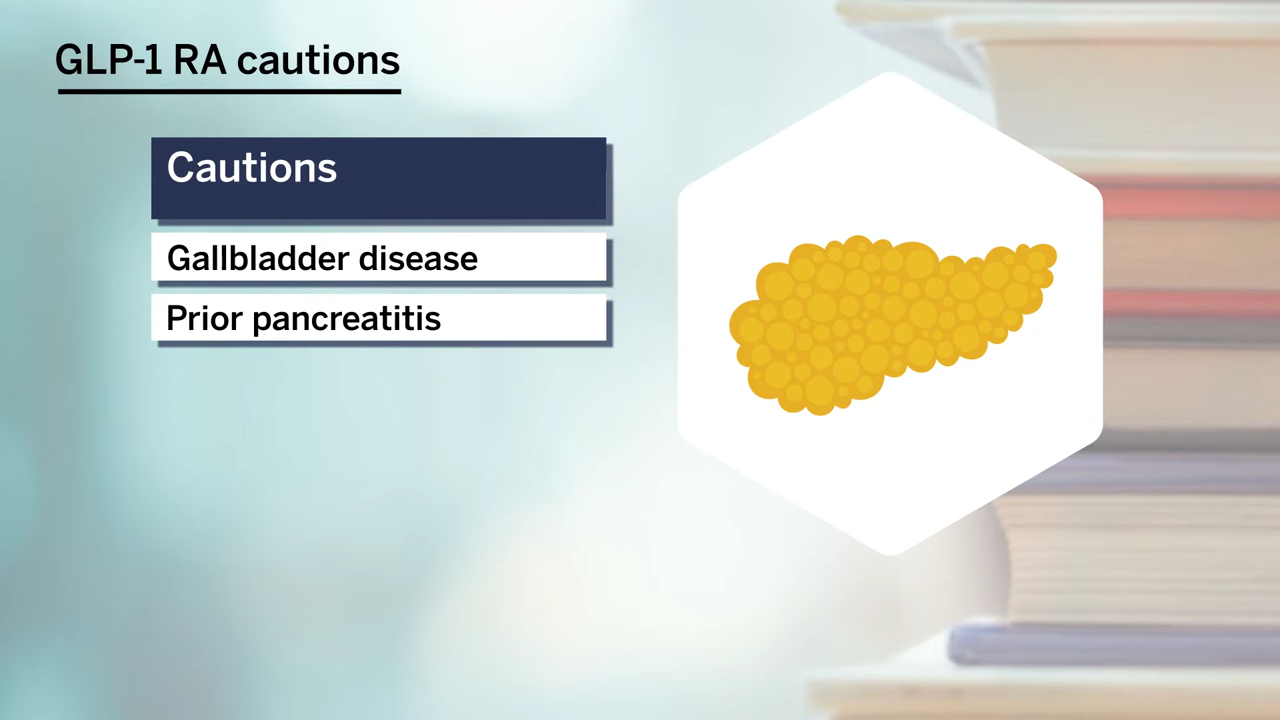 GLP-1 RA cautions
Cautions
Gallbladder disease
Prior pancreatitis